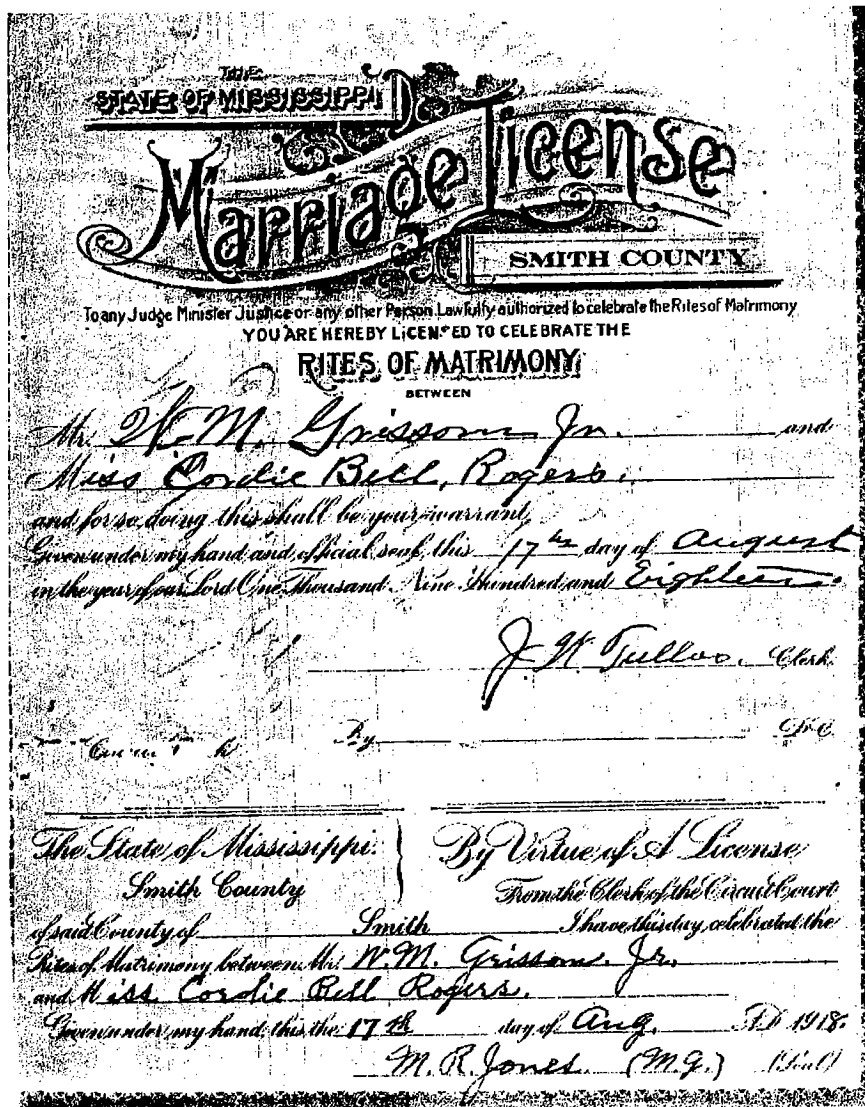 THE
STATE OF MISSISSIPPI
Marriage License
SMITH COUNTY
To any Judge Minister Justice or any other Person Lawfully authorized to celebrate the Rites of Matrimony
YOU ARE HEREBY LICENSED TO CELEBRATE THE
RITES OF MATRIMONY
BETWEEN
Mr. W. M. Grissom Jr. and
Miss Cordie Bell, Rogers.
and for so doing this shall be your warrant
Given under my hand and official seal, this 17th day of August
in the year of our Lord One Thousand Nine Hundred and Eighteen.
J. W. Tullos. Clerk.
By D.C.
The State of Mississippi.
Smith County
By Virtue of A License
From the Clerk of the Circuit Court
of said County of Smith I have this day, celebrated the
Rites of Matrimony between Mr. W. M. Grissom. Jr.
and Miss. Cordie Bell Rogers.
Given under my hand this the 17th day of Aug. A.D. 1918.
M. R. Jones. (M.G.) (Seal)